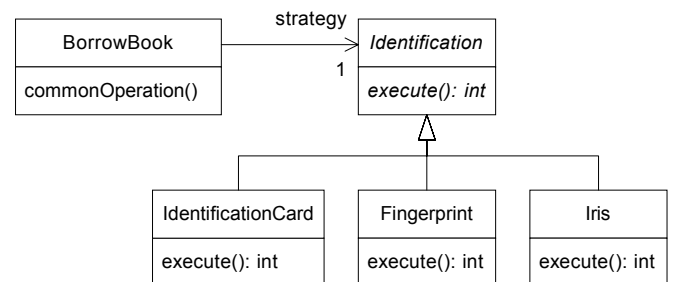 strategy
BorrowBook
Identification
1
commonOperation()
execute(): int
IdentificationCard
Fingerprint
Iris
execute(): int
execute(): int
execute(): int